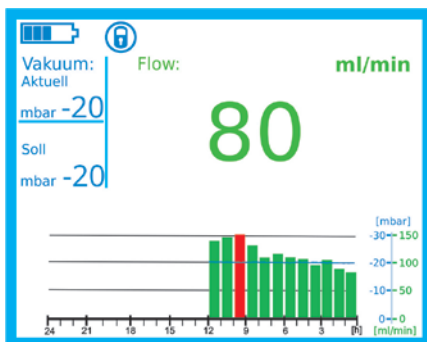 Vakuum:
Aktuell
mbar -20
Soll
mbar -20
Flow:
ml/min
80
[mbar]
-30 150
-20 100
-10 50
0 0
24 21 18 15 12 9 6 3 [h] [ml/min]